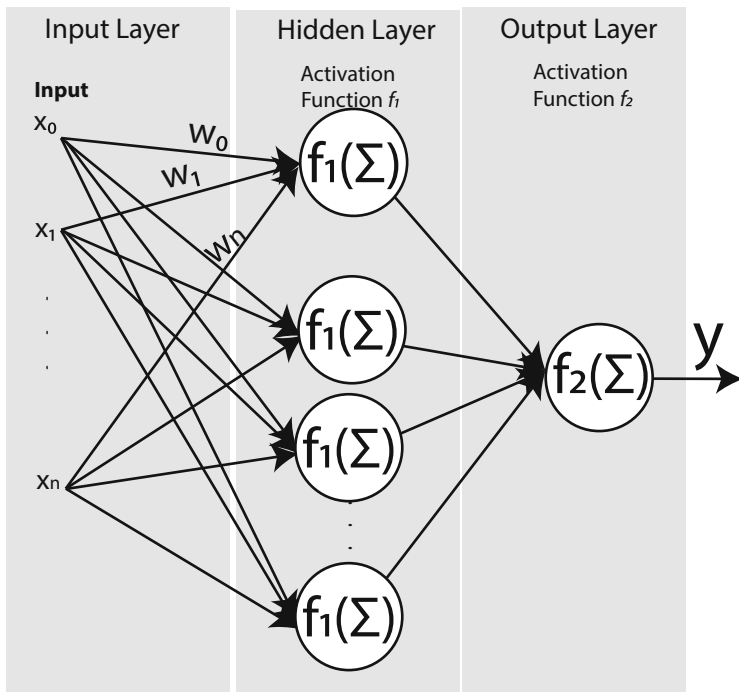 Input Layer
Hidden Layer
Output Layer
Activation
Function f₁
Activation
Function f₂
Input
x₀
w₀
f₁(Σ)
w₁
x₁
wn
f₁(Σ)
f₂(Σ)
y
f₁(Σ)
xn
f₁(Σ)